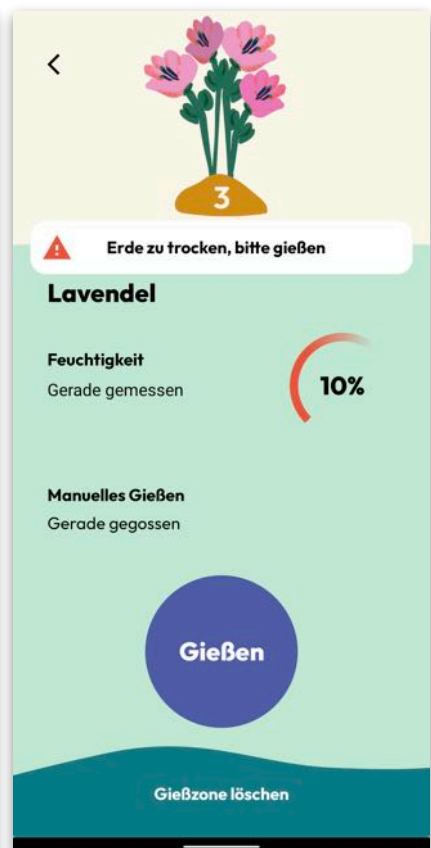 3
Erde zu trocken, bitte gießen
Lavendel
Feuchtigkeit
Gerade gemessen
10%
Manuelles Gießen
Gerade gegossen
Gießen
Gießzone löschen